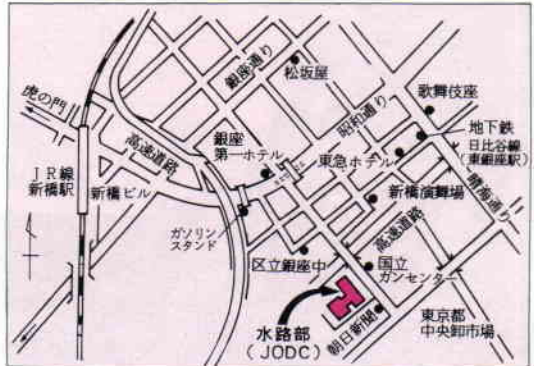 銀座通り
松坂屋
虎の門
昭和通り
歌舞伎座
地下鉄
日比谷線
(東銀座駅)
高速道路
銀座
第一ホテル
東急ホテル
JR線
新橋駅
新橋ビル
新橋演舞場
晴海通り
ガソリン
スタンド
高速道路
区立銀座中
国立
ガンセンター
水路部
(JODC)
朝日新聞
東京都
中央卸市場